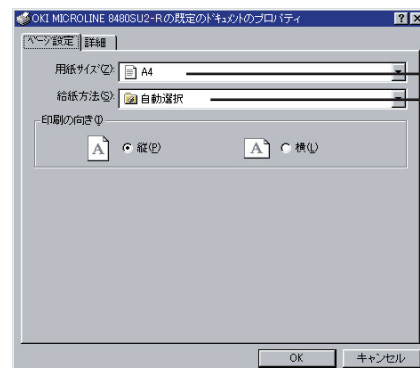 OKI MICROLINE 8480SU2-Rの既定のドキュメントのプロパティ
ページ設定 詳細
用紙サイズ(Z): A4
給紙方法(S): 自動選択
印刷の向き(I)
A 縦(P) A 横(L)
OK キャンセル